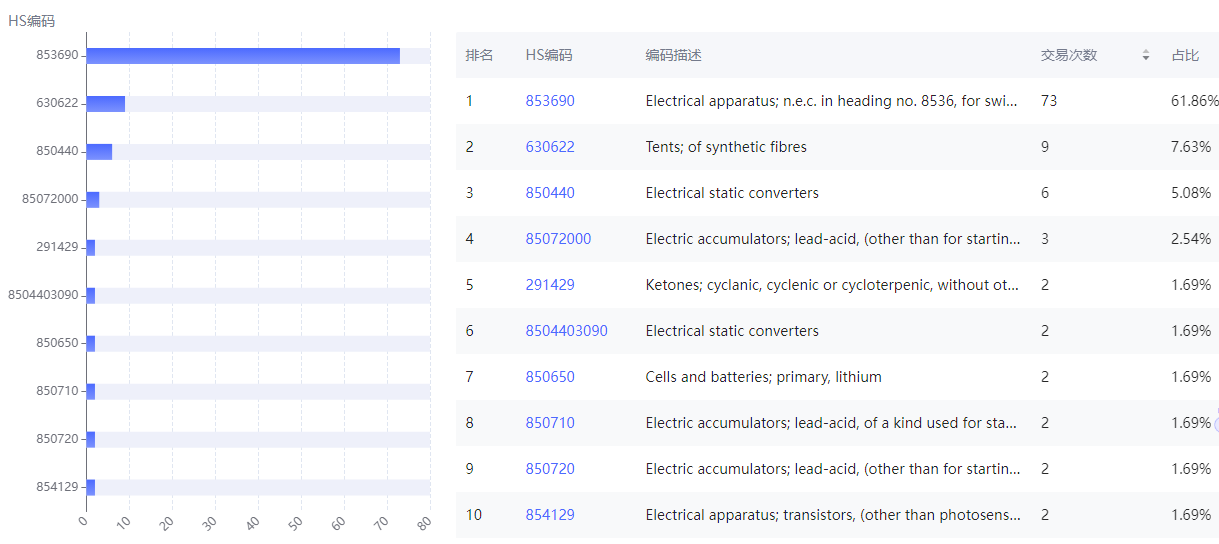 HS编码
853690
630622
850440
85072000
291429
8504403090
850650
850710
850720
854129
0 10 20 30 40 50 60 70 80
排名 HS编码 编码描述 交易次数 占比
1 853690 Electrical apparatus; n.e.c. in heading no. 8536, for swi... 73 61.86%
2 630622 Tents; of synthetic fibres 9 7.63%
3 850440 Electrical static converters 6 5.08%
4 85072000 Electric accumulators; lead-acid, (other than for startin... 3 2.54%
5 291429 Ketones; cyclanic, cyclenic or cycloterpenic, without ot... 2 1.69%
6 8504403090 Electrical static converters 2 1.69%
7 850650 Cells and batteries; primary, lithium 2 1.69%
8 850710 Electric accumulators; lead-acid, of a kind used for sta... 2 1.69%
9 850720 Electric accumulators; lead-acid, (other than for startin... 2 1.69%
10 854129 Electrical apparatus; transistors, (other than photosens... 2 1.69%